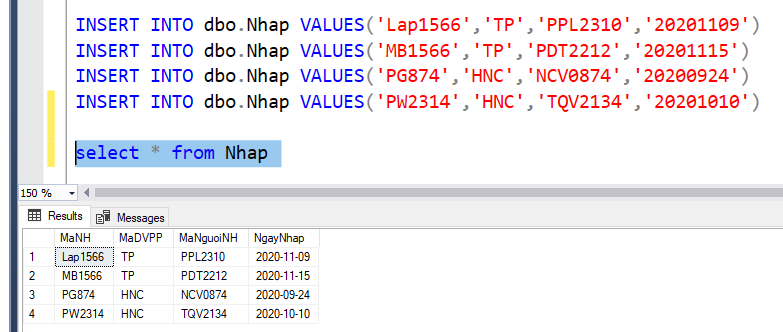 INSERT INTO dbo.Nhap VALUES('Lap1566','TP','PPL2310','20201109')
INSERT INTO dbo.Nhap VALUES('MB1566','TP','PDT2212','20201115')
INSERT INTO dbo.Nhap VALUES('PG874','HNC','NCV0874','20200924')
INSERT INTO dbo.Nhap VALUES('PW2314','HNC','TQV2134','20201010')
select * from Nhap
150 %
Results Messages
MaNH MaDVPP MaNguoiNH NgayNhap
1 Lap1566 TP PPL2310 2020-11-09
2 MB1566 TP PDT2212 2020-11-15
3 PG874 HNC NCV0874 2020-09-24
4 PW2314 HNC TQV2134 2020-10-10